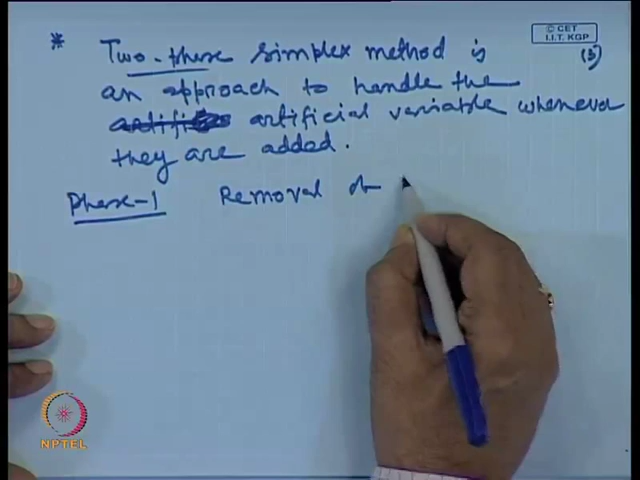 © CET
I.I.T. KGP
* Two-phase simplex method is (3)
an approach to handle the
artificial variable whenever
they are added.
Phase-1 Removal of
NPTEL